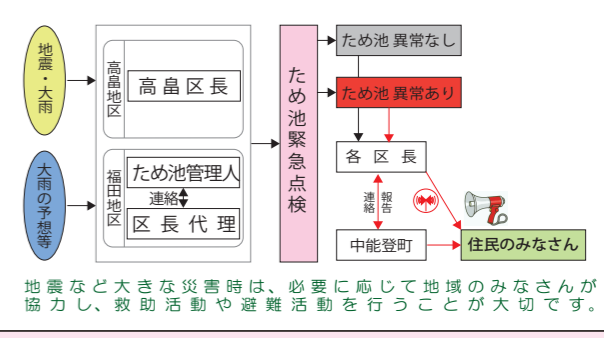 地震・大雨
大雨の予想等
高畠地区
高畠区長
福田地区
ため池管理人
連絡
区長代理
ため池緊急点検
ため池 異常なし
ため池 異常あり
各区長
連絡
報告
中能登町
住民のみなさん
地震など大きな災害時は、必要に応じて地域のみなさんが
協力し、救助活動や避難活動を行うことが大切です。